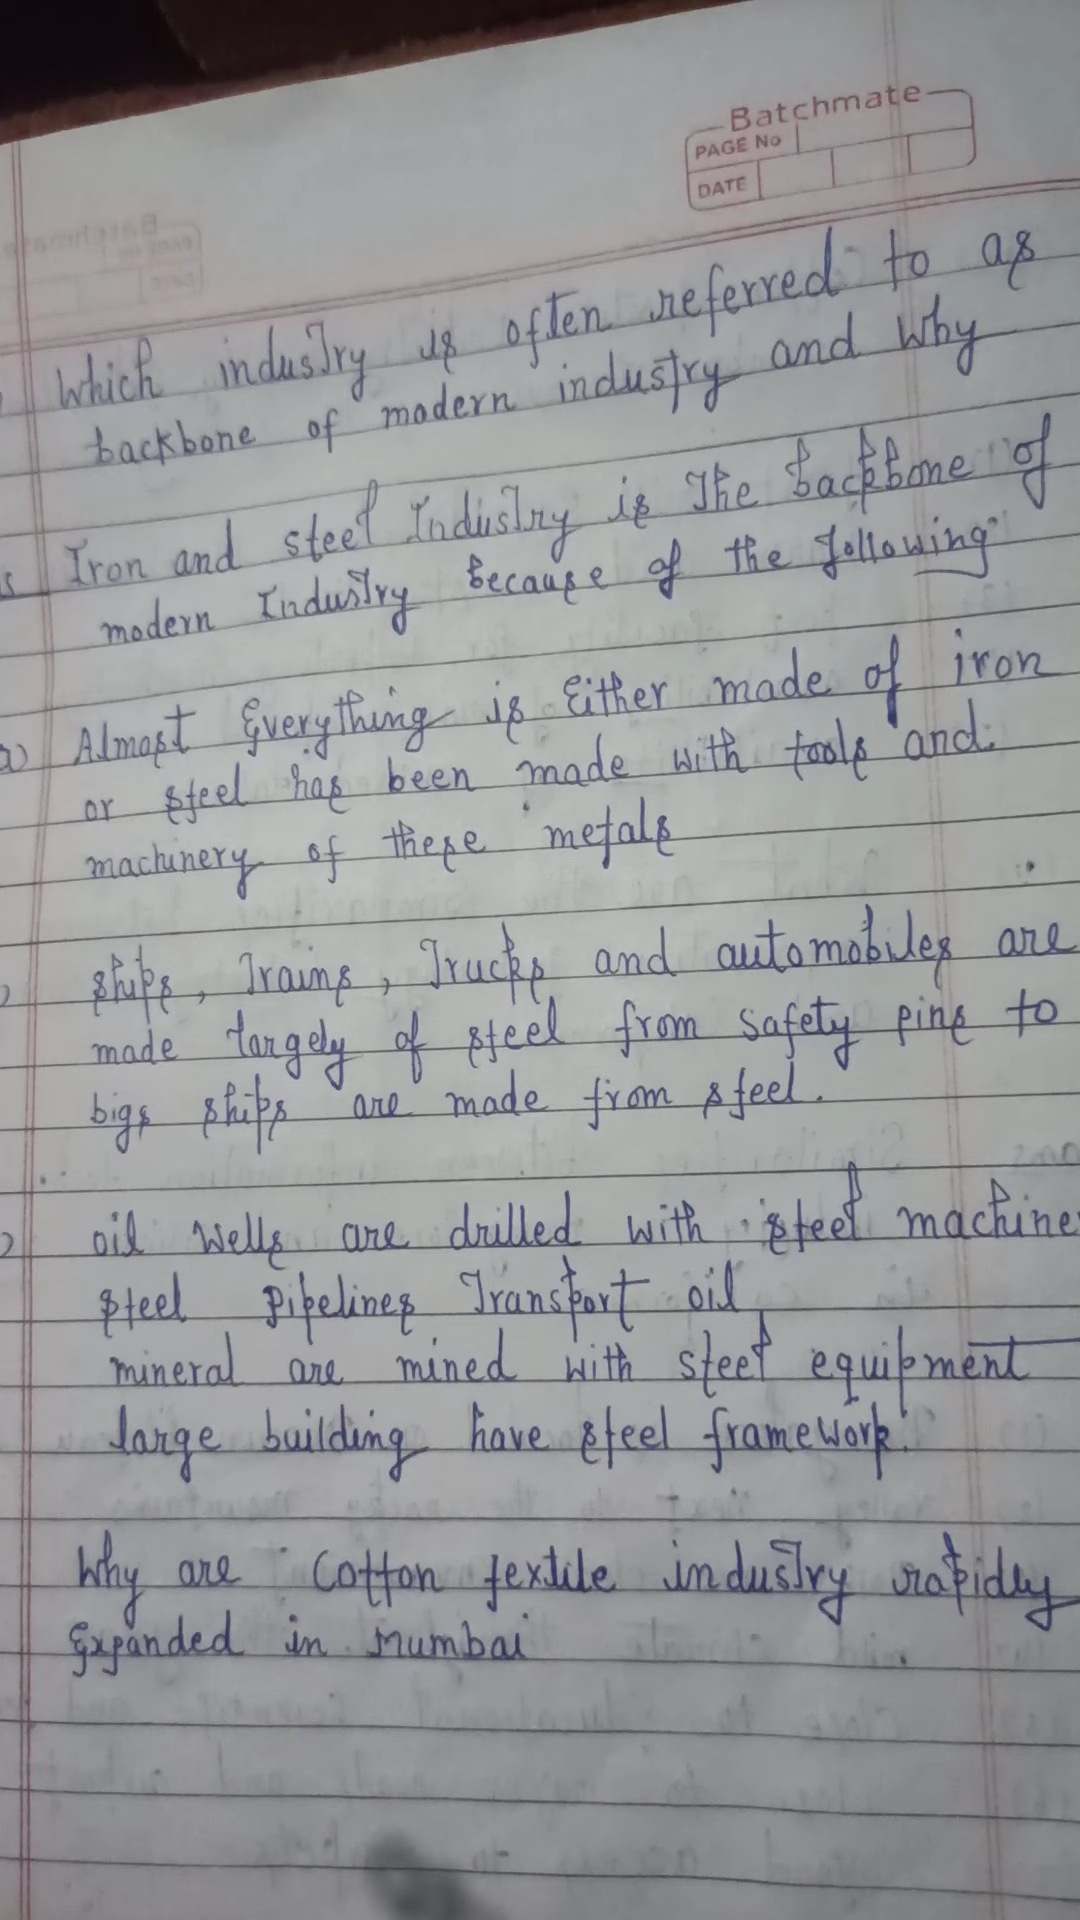 Batchmate
PAGE No
DATE
Which industry is often referred to as
backbone of modern industry and Why
Iron and steel Industry is The backbone of
modern Industry because of the following
a) Almost Everything is Either made of iron
or steel has been made with tools and
machinery of these metals
ships, Trains, Trucks and automobiles are
made largely of steel from safety pins to
bigs ships are made from steel.
oil wells are drilled with steel machine
steel pipelines Transport oil
mineral are mined with steel equipment
large building have steel framework.
Why are Cotton textile industry rapidly
Expanded in Mumbai